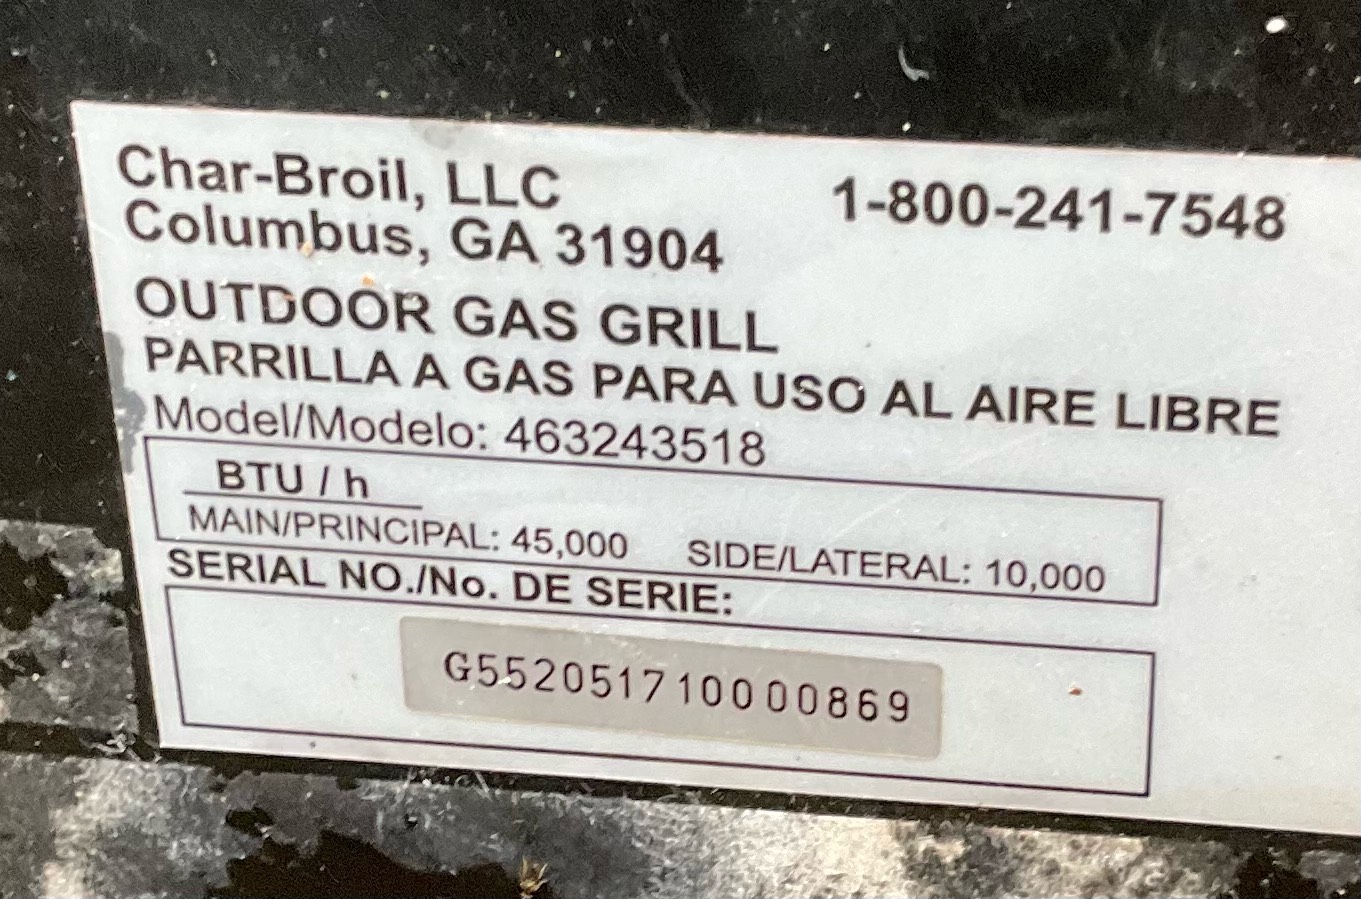 Char-Broil, LLC
Columbus, GA 31904
1-800-241-7548
OUTDOOR GAS GRILL
PARRILLA A GAS PARA USO AL AIRE LIBRE
Model/Modelo: 463243518
BTU / h
MAIN/PRINCIPAL: 45,000 SIDE/LATERAL: 10,000
SERIAL NO./No. DE SERIE:
G552051710000869